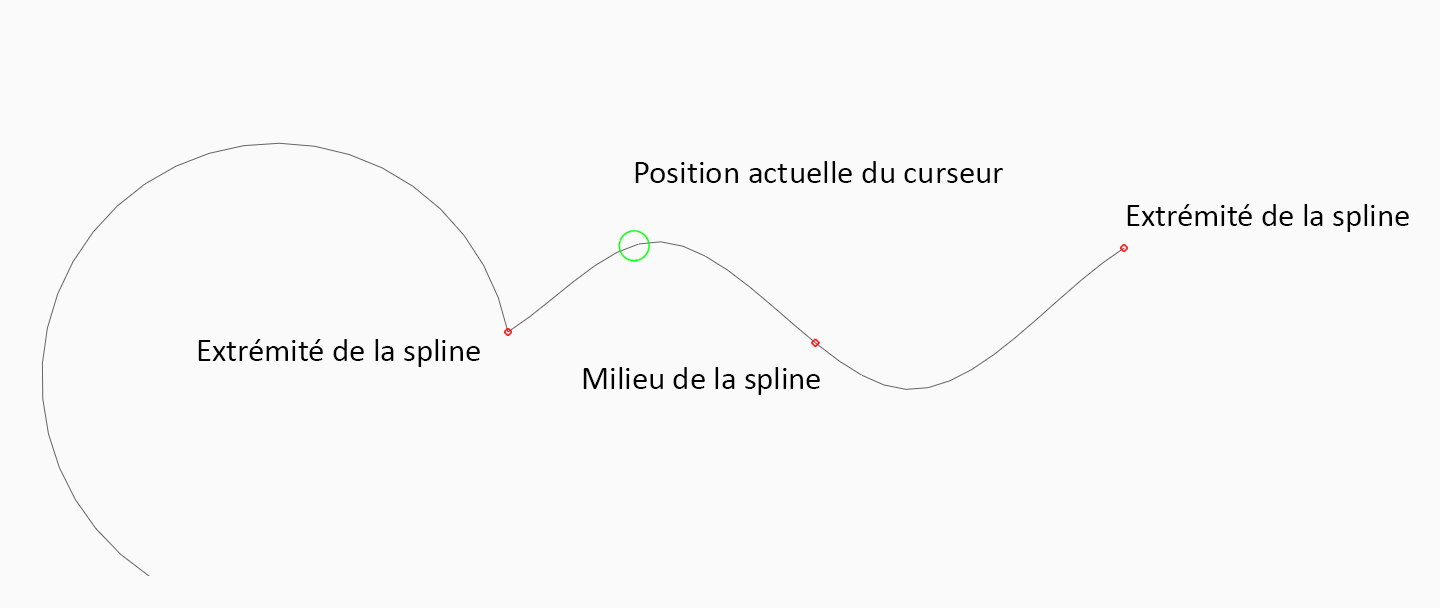 Position actuelle du curseur
Extrémité de la spline
Extrémité de la spline
Milieu de la spline